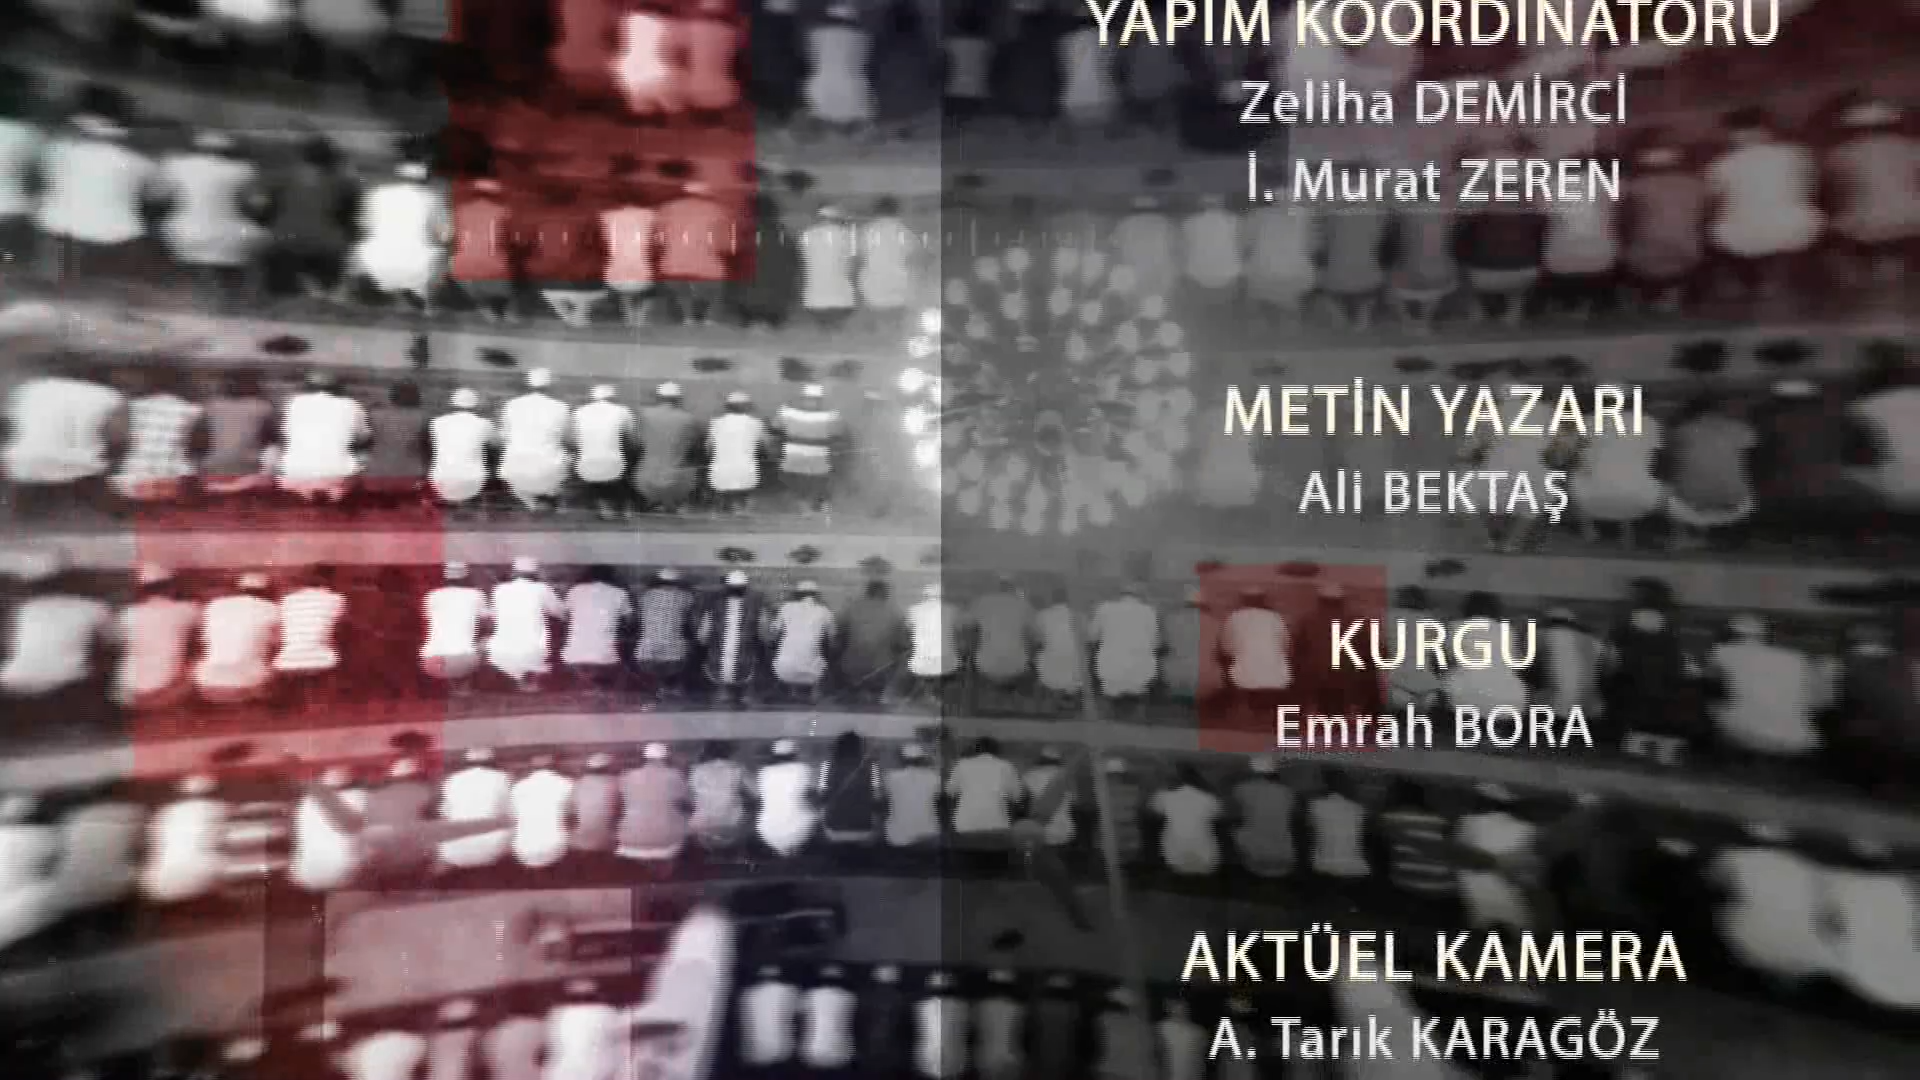 YAPIM KOORDİNATÖRÜ
Zeliha DEMİRCİ
İ. Murat ZEREN
METİN YAZARI
Ali BEKTAŞ
KURGU
Emrah BORA
AKTÜEL KAMERA
A. Tarık KARAGÖZ